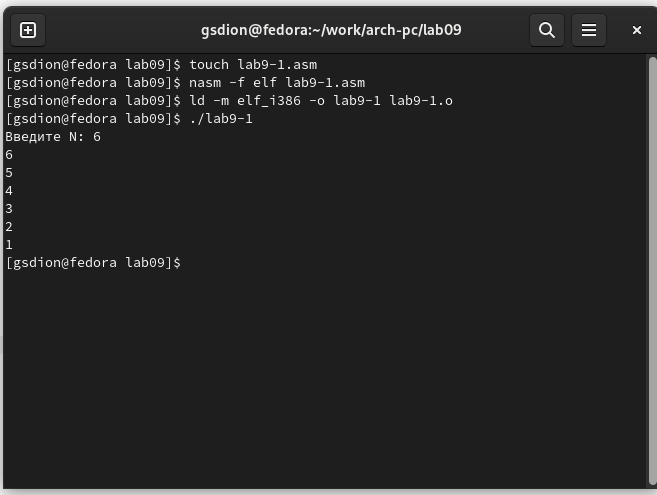 gsdion@fedora:~/work/arch-pc/lab09
[gsdion@fedora lab09]$ touch lab9-1.asm
[gsdion@fedora lab09]$ nasm -f elf lab9-1.asm
[gsdion@fedora lab09]$ ld -m elf_i386 -o lab9-1 lab9-1.o
[gsdion@fedora lab09]$ ./lab9-1
Введите N: 6
6
5
4
3
2
1
[gsdion@fedora lab09]$